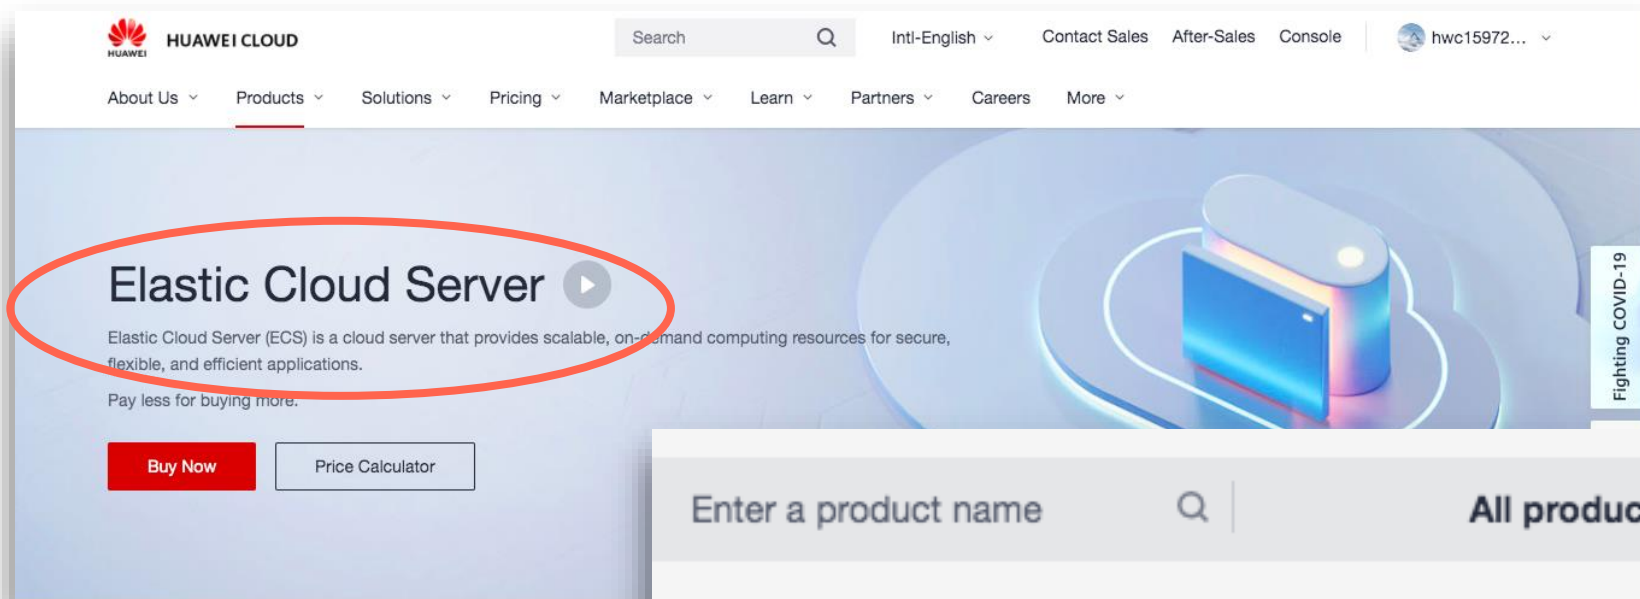 HUAWEI
HUAWEI CLOUD
Search
Intl-English
Contact Sales
After-Sales
Console
hwc15972...
About Us
Products
Solutions
Pricing
Marketplace
Learn
Partners
Careers
More
Elastic Cloud Server
Elastic Cloud Server (ECS) is a cloud server that provides scalable, on-demand computing resources for secure,
flexible, and efficient applications.
Pay less for buying more.
Buy Now
Price Calculator
Fighting COVID-19
Enter a product name
All produc